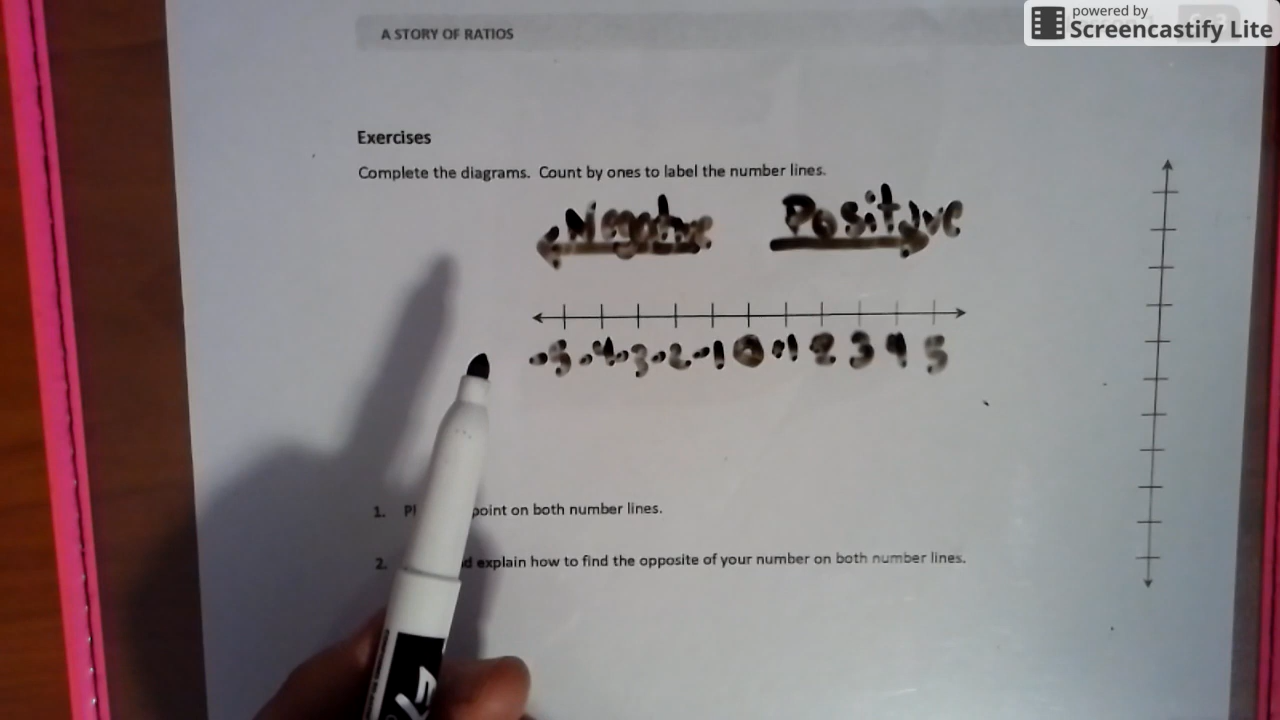 powered by
Screencastify Lite
A STORY OF RATIOS
Exercises
Complete the diagrams. Count by ones to label the number lines.
Negative Positive
-5 -4 -3 -2 -1 0 1 2 3 4 5
1. Pl point on both number lines.
2. d explain how to find the opposite of your number on both number lines.